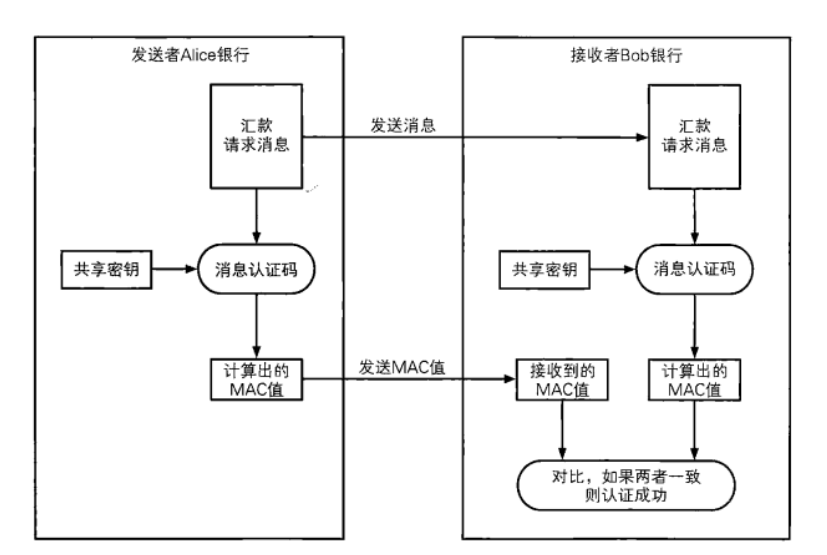 发送者Alice银行
接收者Bob银行
汇款
请求消息
发送消息
汇款
请求消息
共享密钥
消息认证码
共享密钥
消息认证码
计算出的
MAC值
发送MAC值
接收到的
MAC值
计算出的
MAC值
对比，如果两者一致
则认证成功